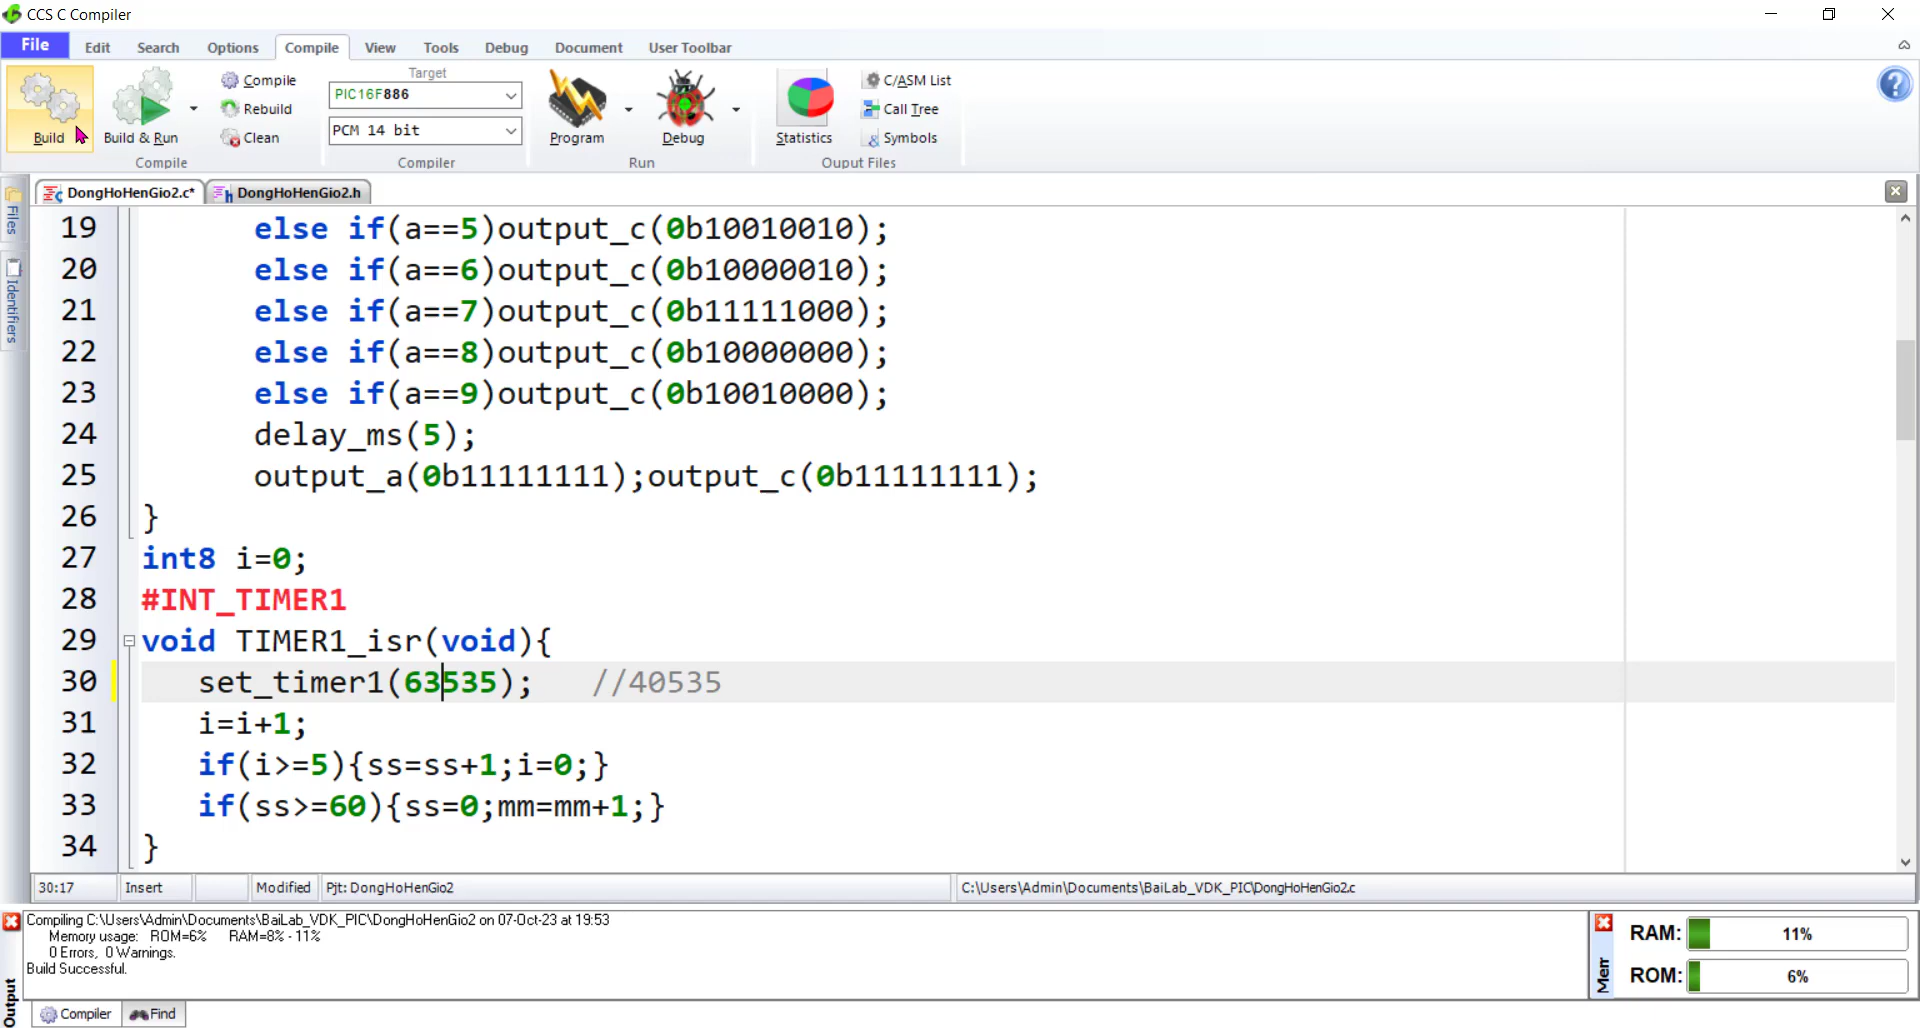 CCS C Compiler
File Edit Search Options Compile View Tools Debug Document User Toolbar
Build
Build & Run
Compile
Rebuild
Clean
Compile
Target
PIC16F886
PCM 14 bit
Compiler
Program
Debug
Run
Statistics
C/ASM List
Call Tree
Symbols
Ouput Files
Files
Identifiers
DongHoHenGio2.c* DongHoHenGio2.h
19 else if(a==5)output_c(0b10010010);
20 else if(a==6)output_c(0b10000010);
21 else if(a==7)output_c(0b11111000);
22 else if(a==8)output_c(0b10000000);
23 else if(a==9)output_c(0b10010000);
24 delay_ms(5);
25 output_a(0b11111111);output_c(0b11111111);
26 }
27 int8 i=0;
28 #INT_TIMER1
29 void TIMER1_isr(void){
30 set_timer1(63535); //40535
31 i=i+1;
32 if(i>=5){ss=ss+1;i=0;}
33 if(ss>=60){ss=0;mm=mm+1;}
34 }
30:17 Insert Modified Pjt: DongHoHenGio2 C:\Users\Admin\Documents\BaiLab_VDK_PIC\DongHoHenGio2.c
Compiling C:\Users\Admin\Documents\BaiLab_VDK_PIC\DongHoHenGio2 on 07-Oct-23 at 19:53
Memory usage: ROM=6% RAM=8% - 11%
0 Errors, 0 Warnings.
Build Successful.
Output
Compiler Find
Mem
RAM: 11%
ROM: 6%